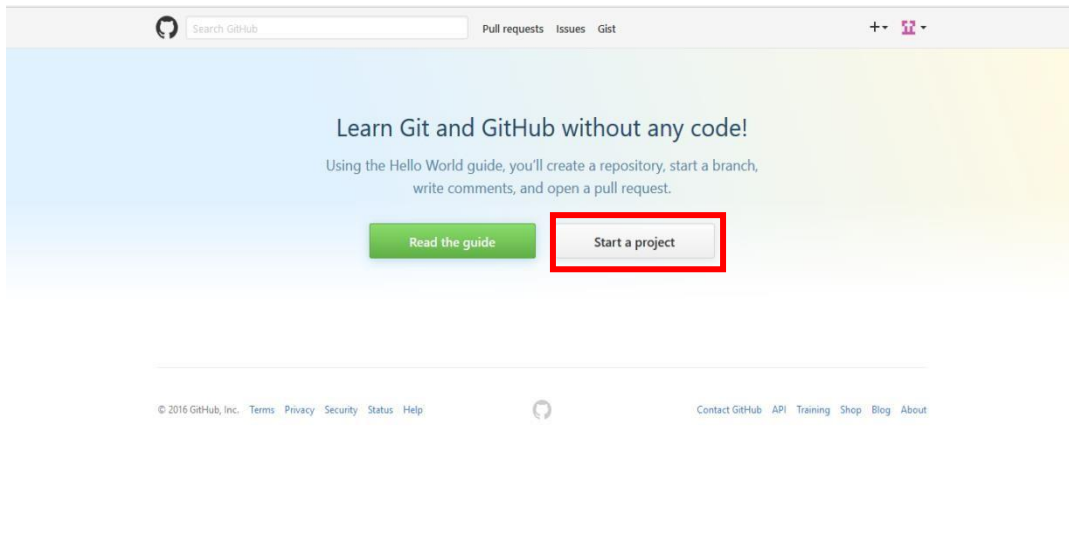 Search GitHub Pull requests Issues Gist
Learn Git and GitHub without any code!
Using the Hello World guide, you'll create a repository, start a branch,
write comments, and open a pull request.
Read the guide Start a project
© 2016 GitHub, Inc. Terms Privacy Security Status Help Contact GitHub API Training Shop Blog About